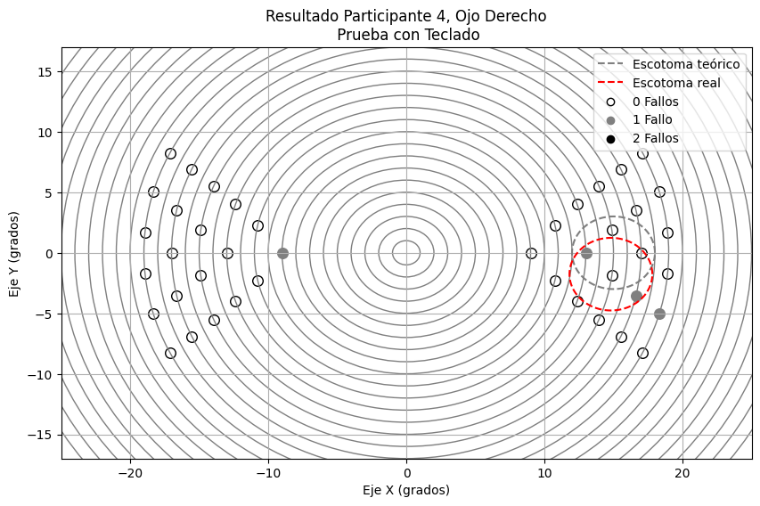 Resultado Participante 4, Ojo Derecho
Prueba con Teclado
Escotoma teórico
Escotoma real
0 Fallos
1 Fallo
2 Fallos
15
10
5
0
−5
−10
−15
Eje Y (grados)
−20
−10
0
10
20
Eje X (grados)